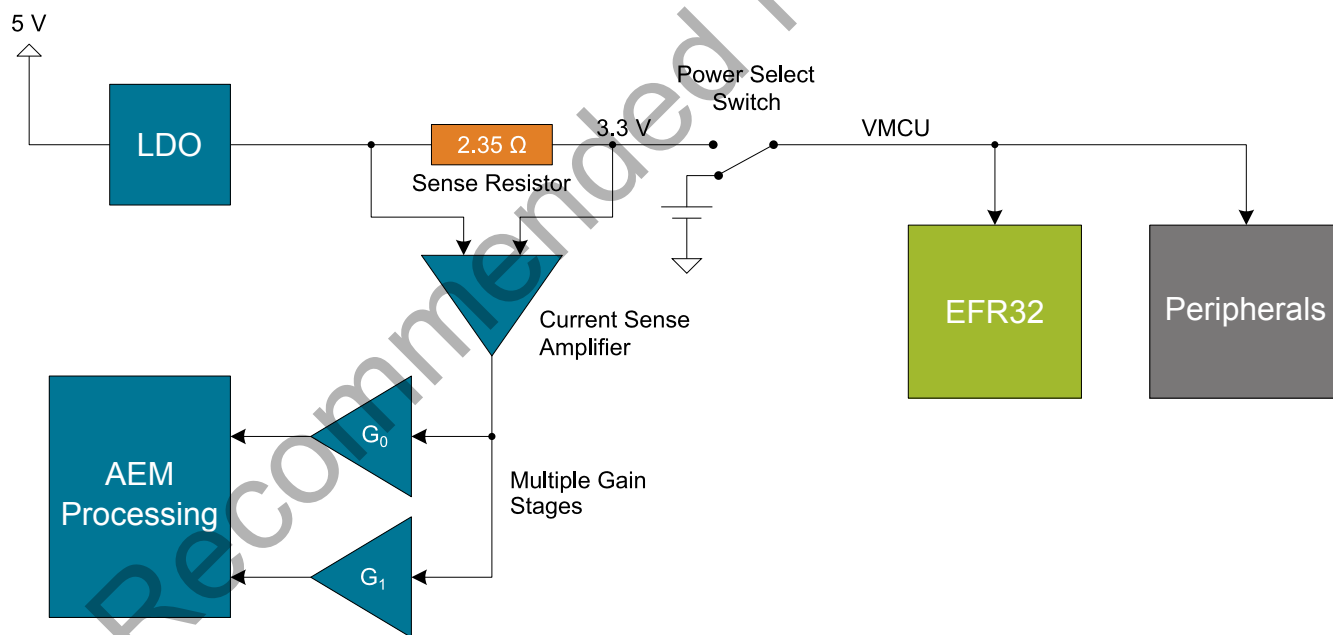 5 V
LDO
2.35 Ω
Sense Resistor
3.3 V
Power Select
Switch
VMCU
EFR32
Peripherals
Current Sense
Amplifier
AEM
Processing
G0
G1
Multiple Gain
Stages
Recommended